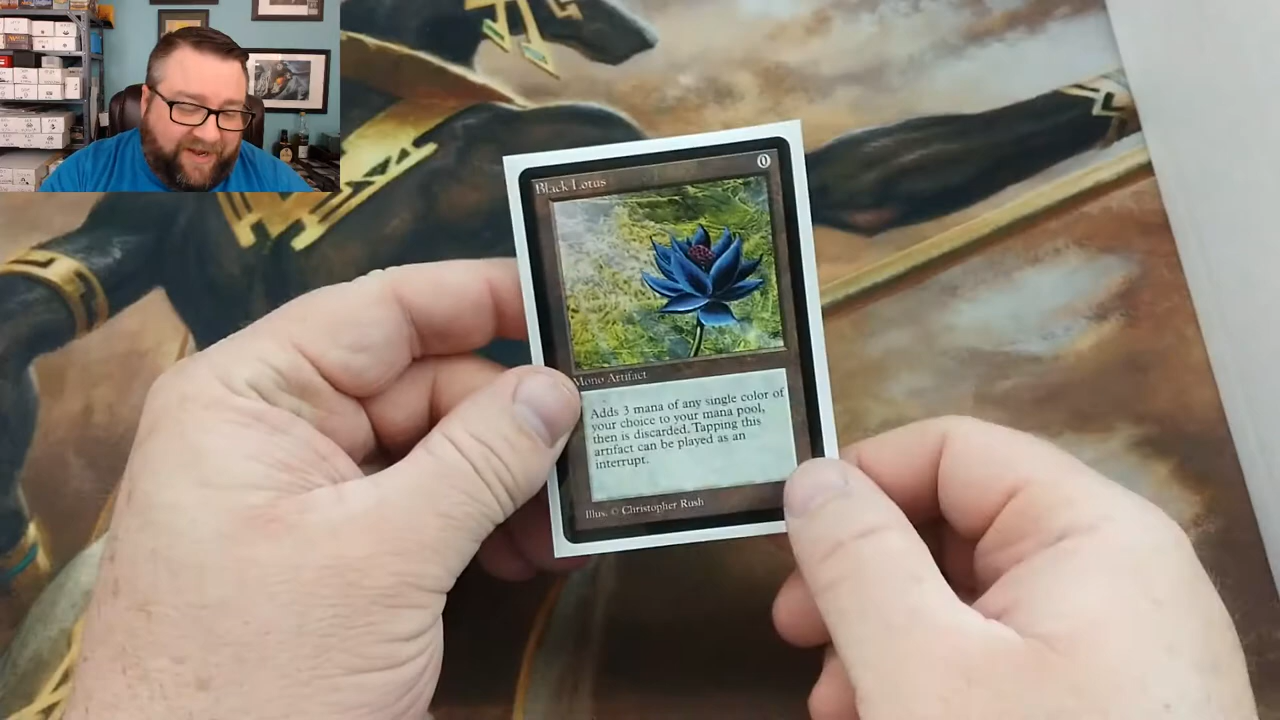 Black Lotus
0
Mono Artifact
Adds 3 mana of any single color of
your choice to your mana pool,
then is discarded. Tapping this
artifact can be played as an
interrupt.
Illus. © Christopher Rush